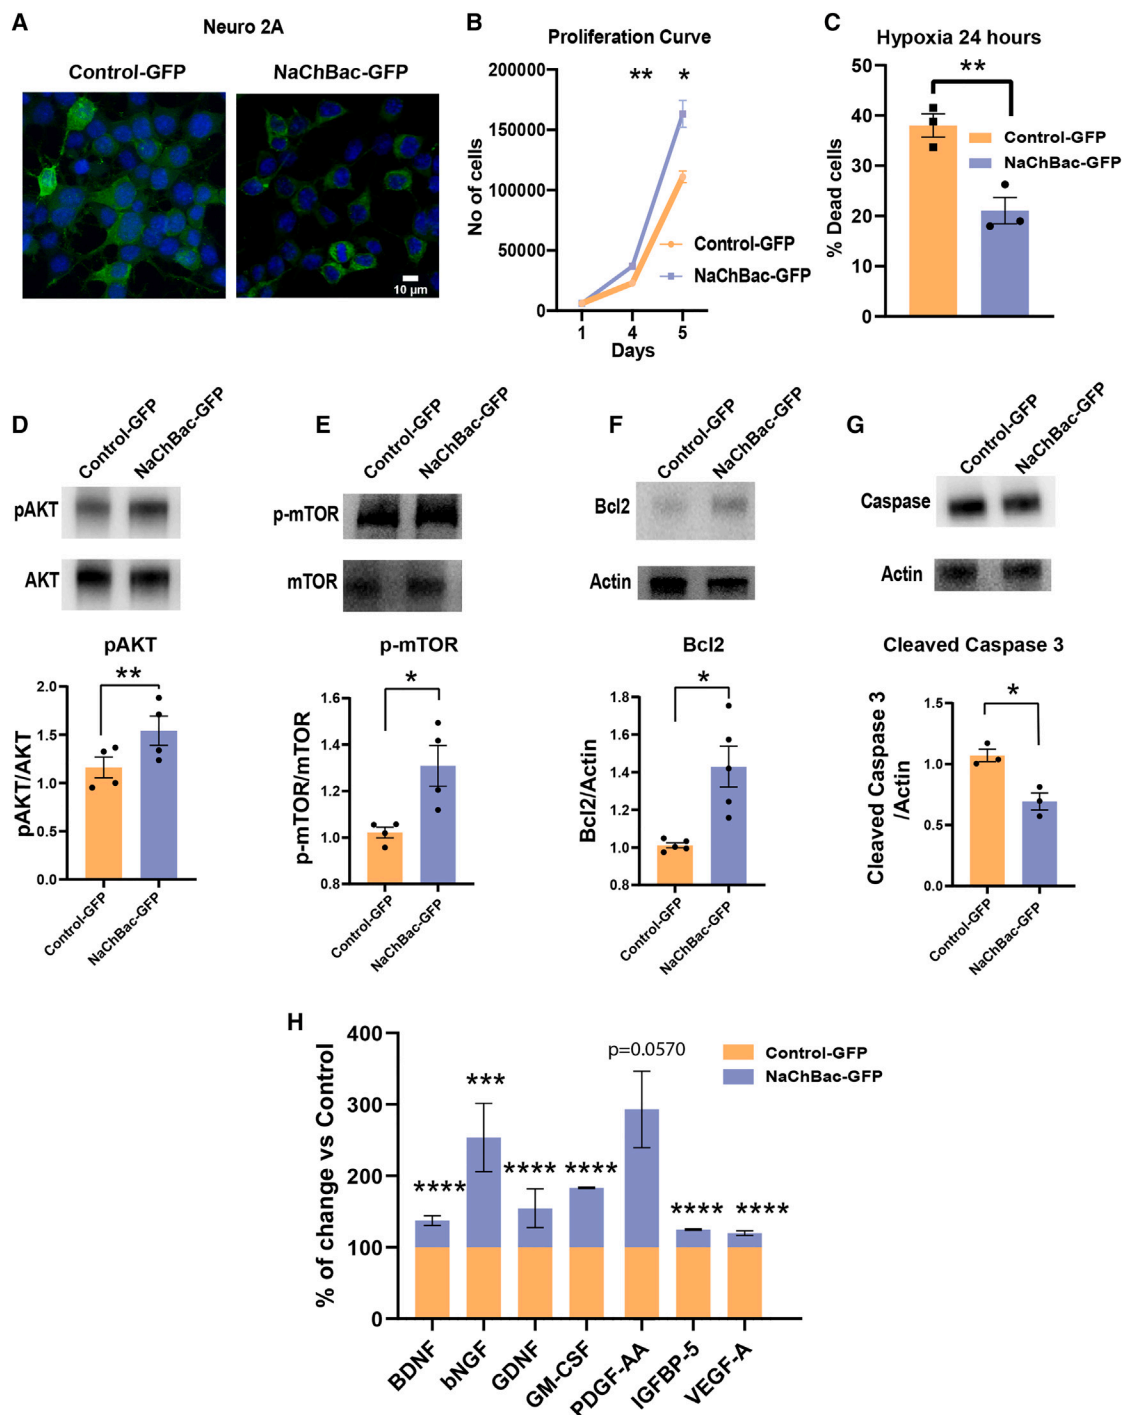 A
Neuro 2A
Control-GFP
NaChBac-GFP
10 µm
B
Proliferation Curve
No of cells
100000
150000
100000
50000
0
** *
Control-GFP
NaChBac-GFP
1 4 5
Days
C
Hypoxia 24 hours
% Dead cells
50
40
30
20
10
0
**
Control-GFP
NaChBac-GFP
D
Control-GFP
NaChBac-GFP
pAKT
AKT
pAKT
**
pAKT/AKT
2.0
1.5
1.0
0.5
0.0
Control-GFP
NaChBac-GFP
E
Control-GFP
NaChBac-GFP
p-mTOR
mTOR
p-mTOR
*
p-mTOR/mTOR
1.6
1.4
1.2
1.0
0.8
Control-GFP
NaChBac-GFP
F
Control-GFP
NaChBac-GFP
Bcl2
Actin
Bcl2
*
Bcl2/Actin
1.8
1.6
1.4
1.2
1.0
0.8
Control-GFP
NaChBac-GFP
G
Control-GFP
NaChBac-GFP
Caspase
Actin
Cleaved Caspase 3
*
Cleaved Caspase 3
/Actin
1.5
1.0
0.5
0.0
Control-GFP
NaChBac-GFP
H
% of change vs Control
400
300
200
100
0
****
***
****
****
p=0.0570
****
****
Control-GFP
NaChBac-GFP
BDNF
bNGF
GDNF
GM-CSF
PDGF-AA
IGFBP-5
VEGF-A